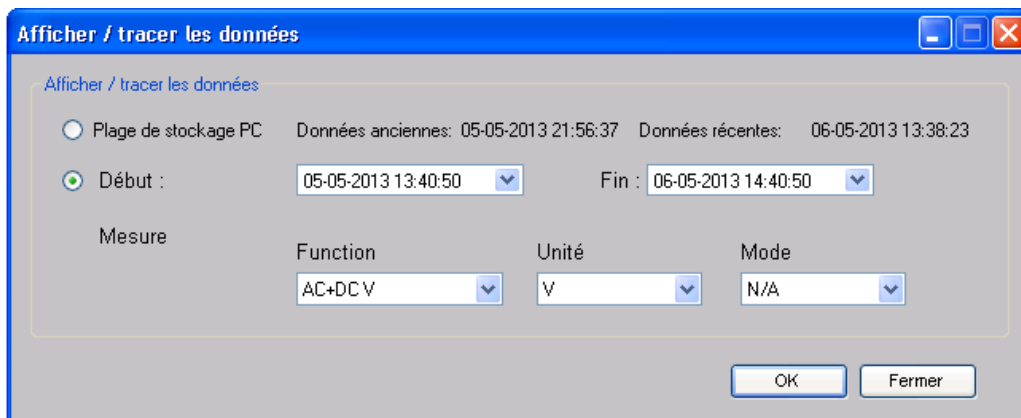 Afficher / tracer les données
Afficher / tracer les données
Plage de stockage PC Données anciennes: 05-05-2013 21:56:37 Données récentes: 06-05-2013 13:38:23
Début : 05-05-2013 13:40:50 Fin : 06-05-2013 14:40:50
Mesure
Function Unité Mode
AC+DC V V N/A
OK Fermer